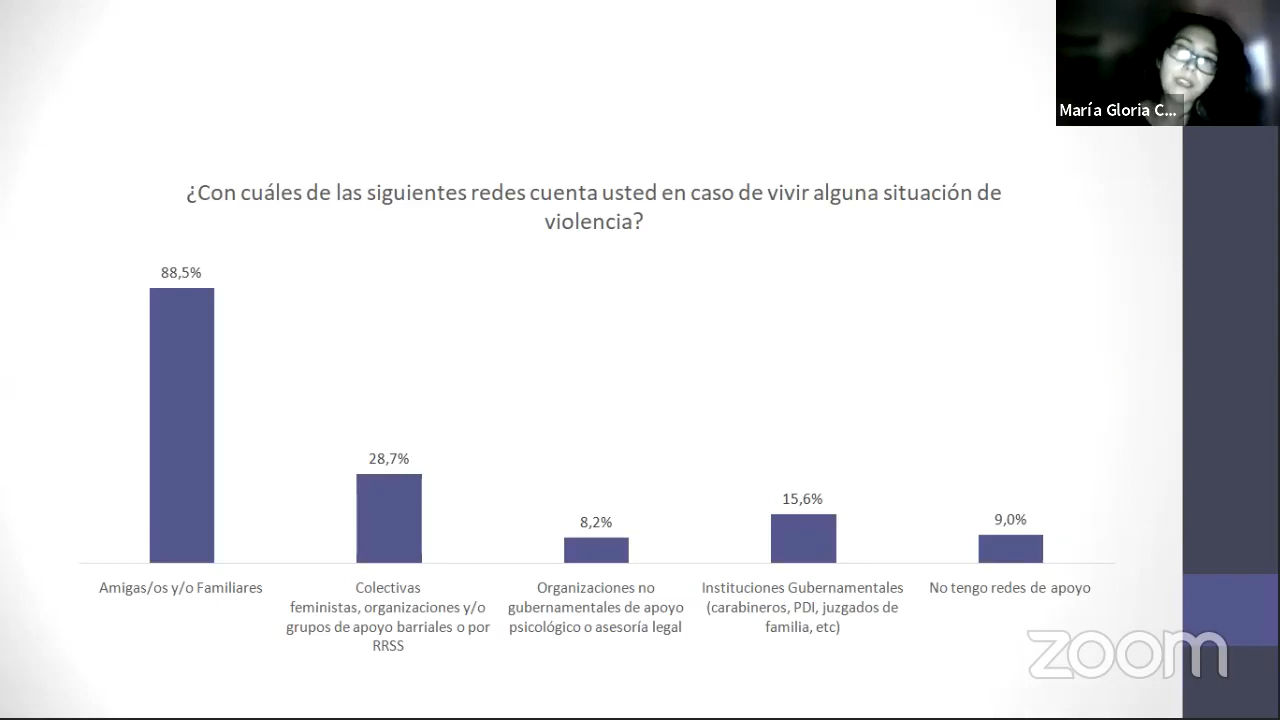 María Gloria C...
¿Con cuáles de las siguientes redes cuenta usted en caso de vivir alguna situación de
violencia?
88,5%
28,7%
8,2%
15,6%
9,0%
Amigas/os y/o Familiares
Colectivas
feministas, organizaciones y/o
grupos de apoyo barriales o por
RRSS
Organizaciones no
gubernamentales de apoyo
psicológico o asesoría legal
Instituciones Gubernamentales
(carabineros, PDI, juzgados de
familia, etc)
No tengo redes de apoyo
zoom